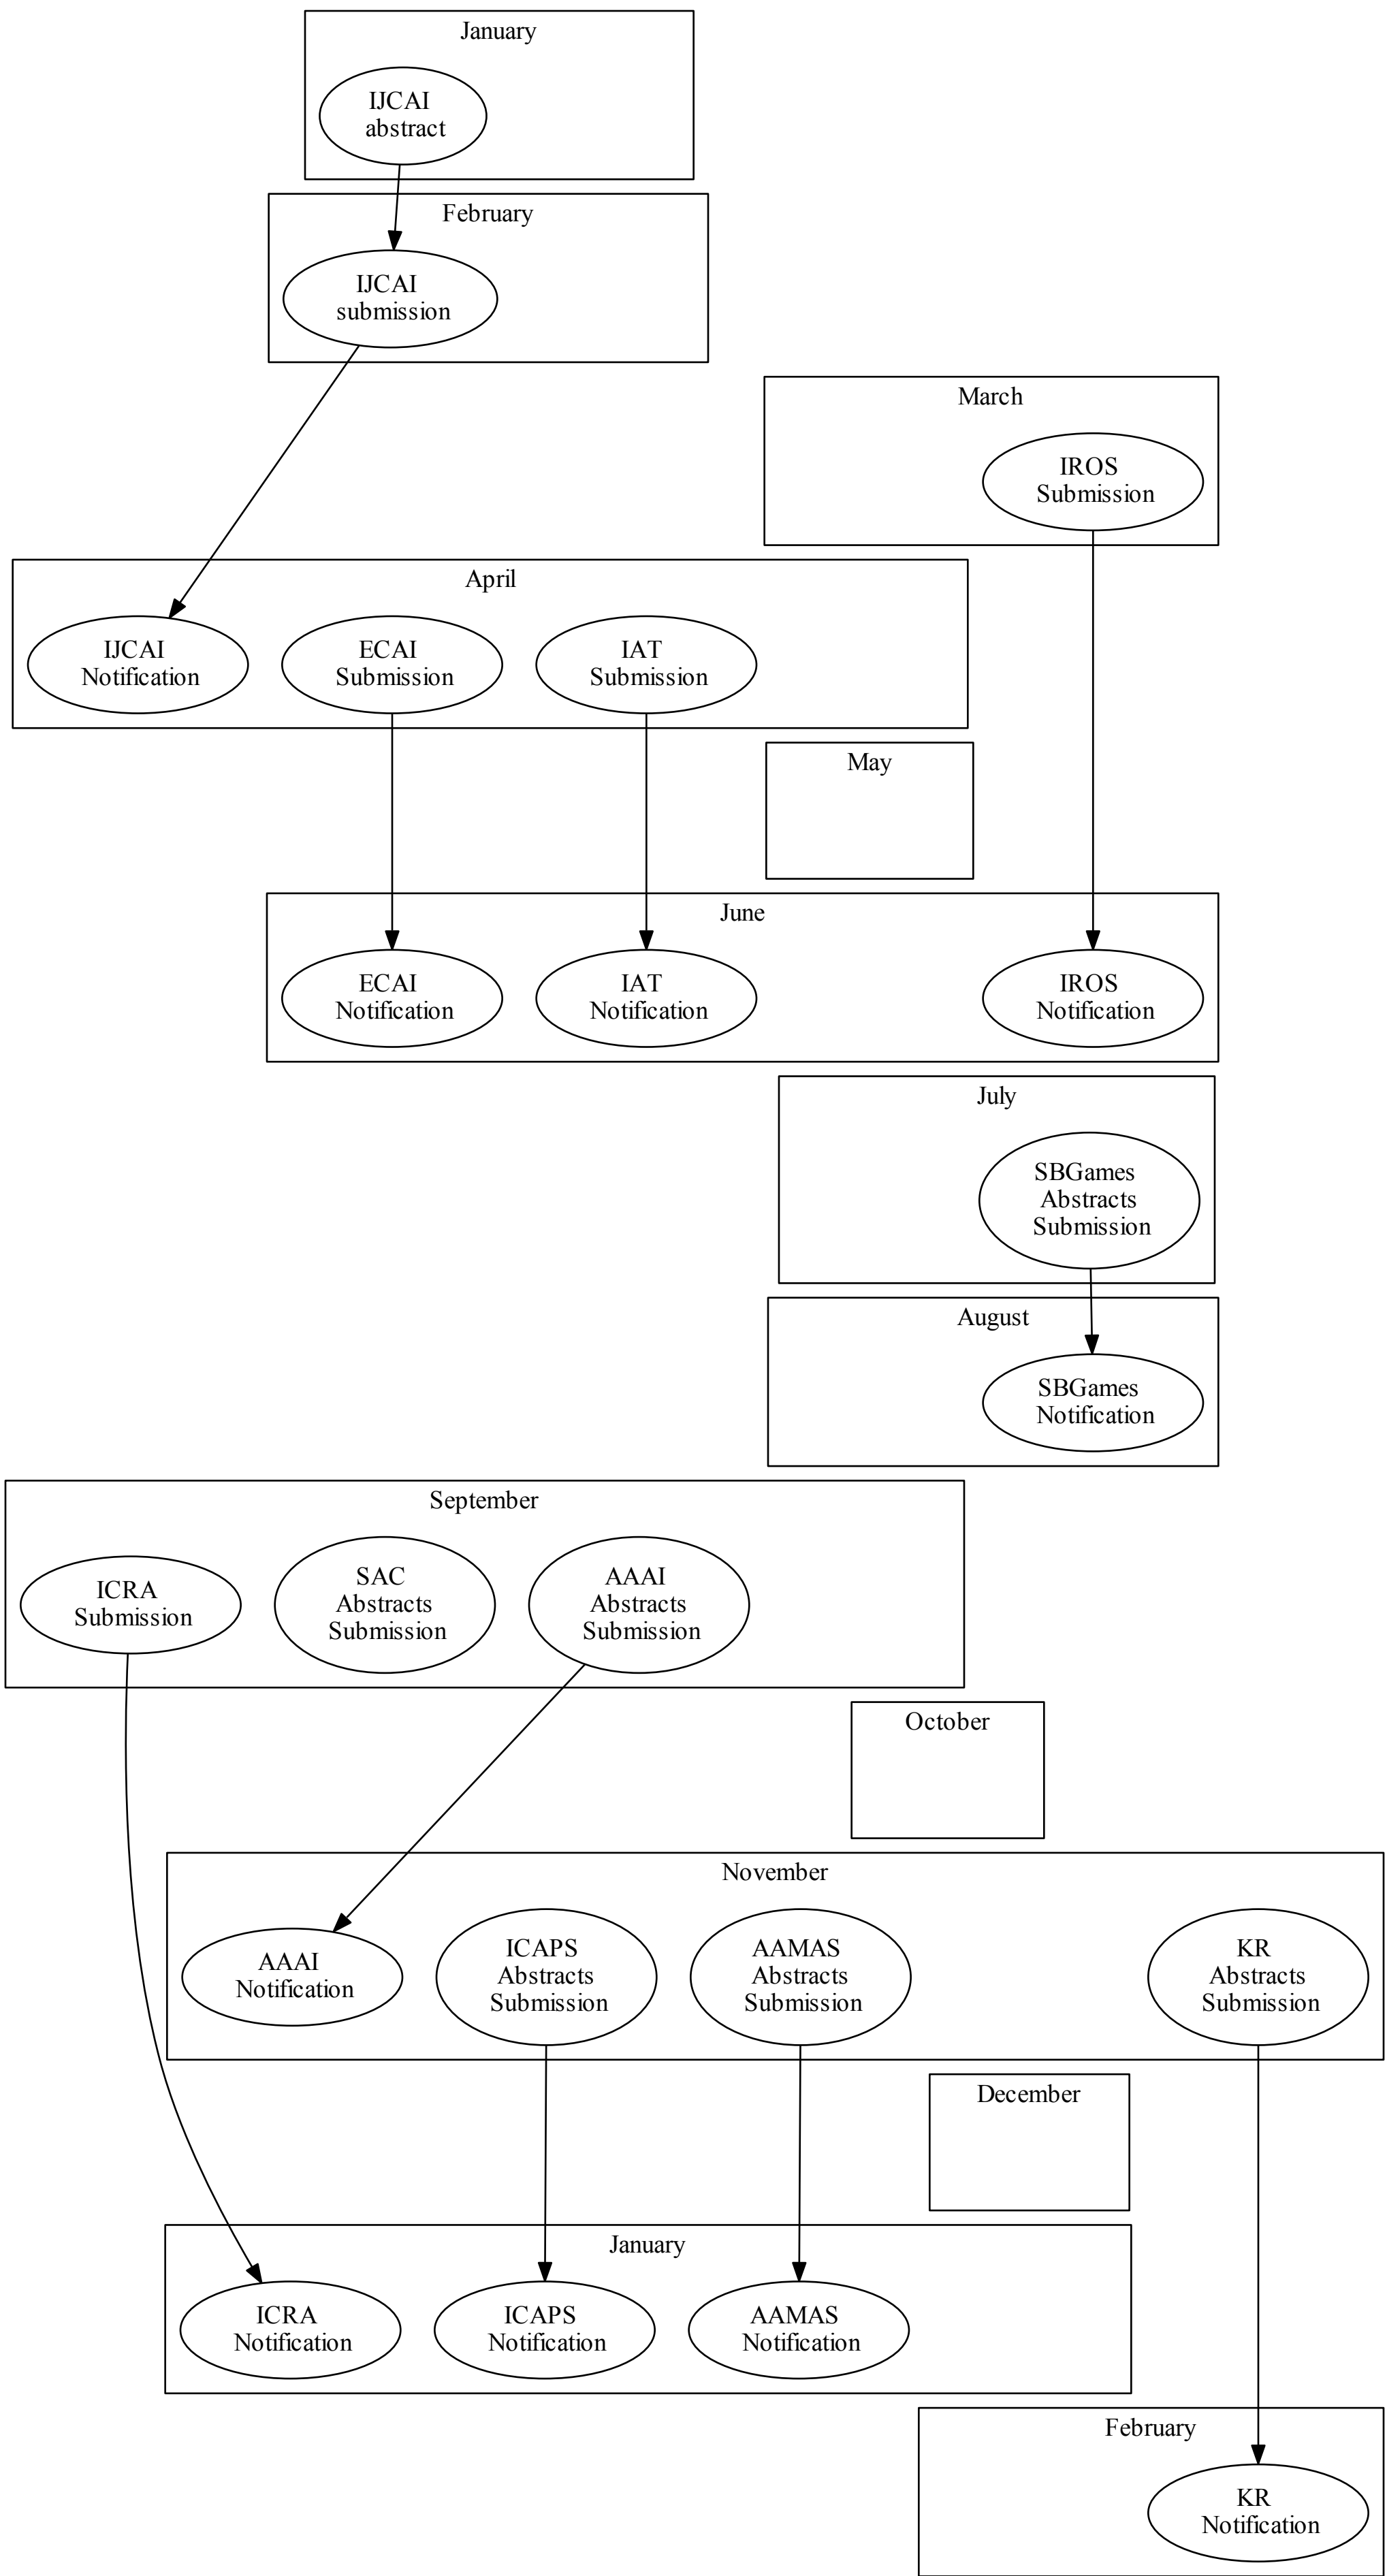 January
IJCAI
abstract
February
IJCAI
submission
March
IROS
Submission
April
IJCAI
Notification
ECAI
Submission
IAT
Submission
May
June
ECAI
Notification
IAT
Notification
IROS
Notification
July
SBGames
Abstracts
Submission
August
SBGames
Notification
September
ICRA
Submission
SAC
Abstracts
Submission
AAAI
Abstracts
Submission
October
November
AAAI
Notification
ICAPS
Abstracts
Submission
AAMAS
Abstracts
Submission
KR
Abstracts
Submission
December
January
ICRA
Notification
ICAPS
Notification
AAMAS
Notification
February
KR
Notification